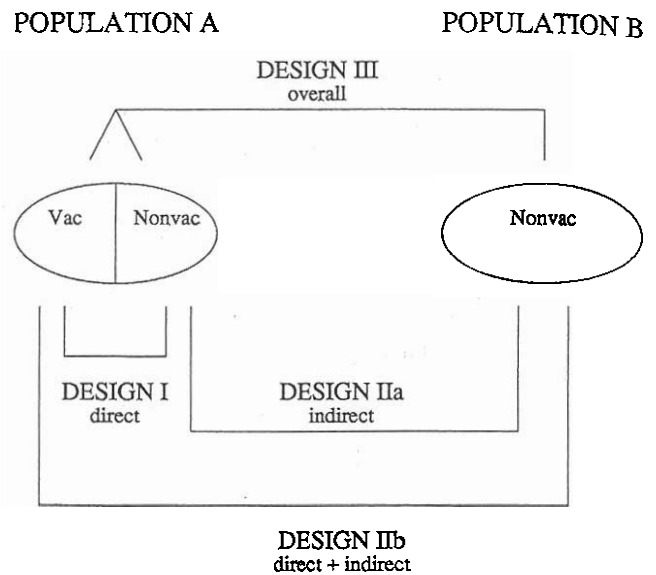 POPULATION A
POPULATION B
DESIGN III
overall
Vac
Nonvac
Nonvac
DESIGN I
direct
DESIGN IIa
indirect
DESIGN IIb
direct + indirect